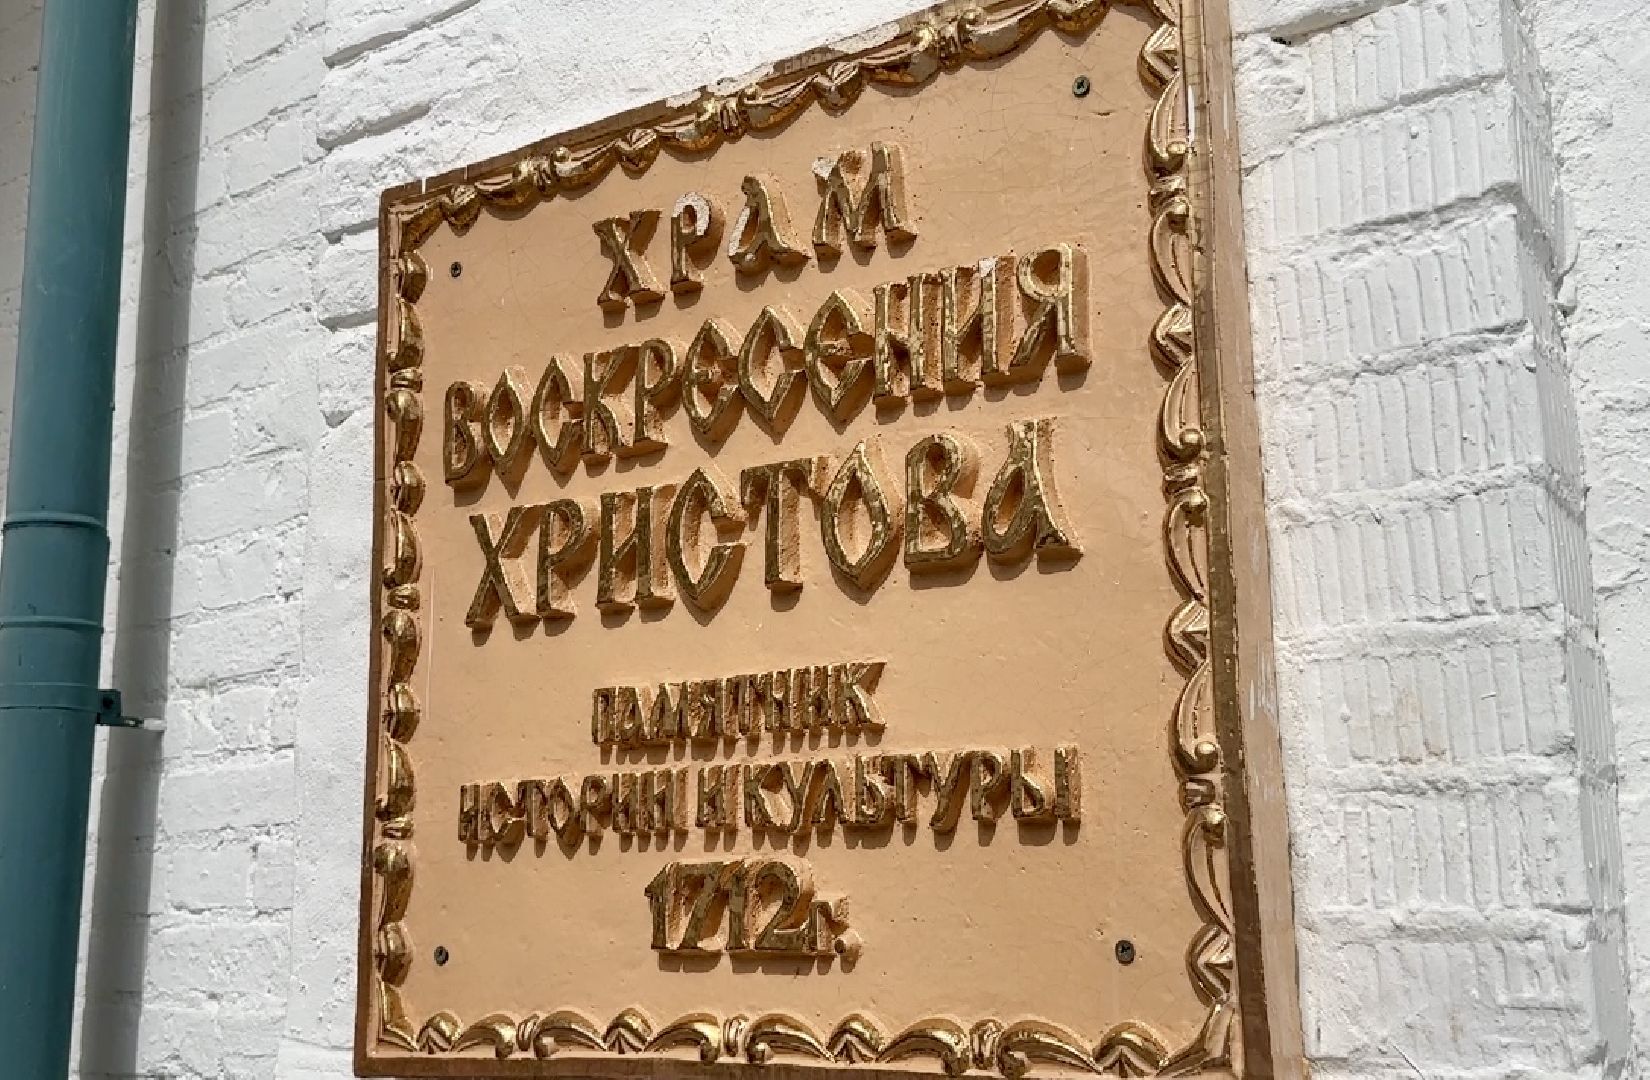 ХРАМ
ВОСКРЕСЕНИЯ
ХРИСТОВА
ПАМЯТНИК
ИСТОРИИ И КУЛЬТУРЫ
1712г.